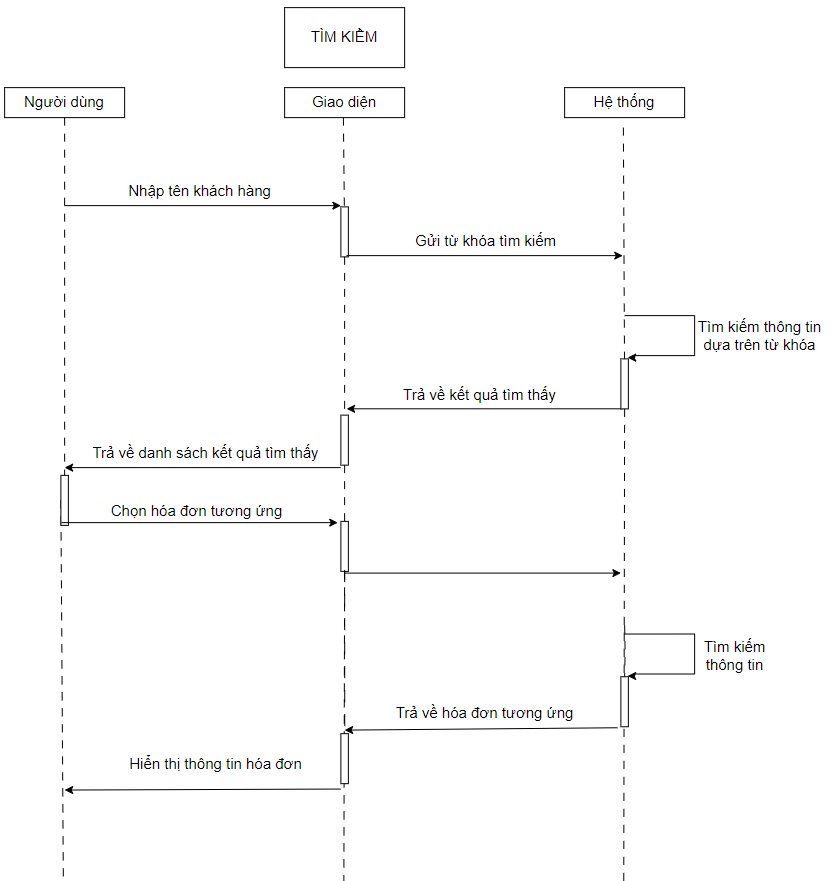 TÌM KIẾM
Người dùng
Giao diện
Hệ thống
Nhập tên khách hàng
Gửi từ khóa tìm kiếm
Tìm kiếm thông tin
dựa trên từ khóa
Trả về kết quả tìm thấy
Trả về danh sách kết quả tìm thấy
Chọn hóa đơn tương ứng
Tìm kiếm
thông tin
Trả về hóa đơn tương ứng
Hiển thị thông tin hóa đơn